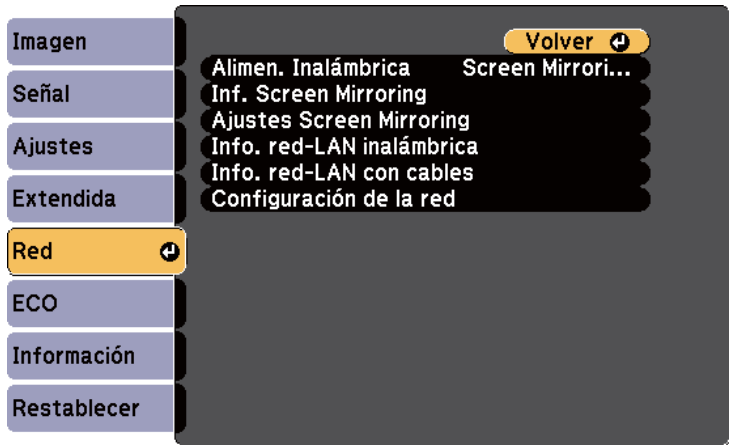 Imagen
Señal
Ajustes
Extendida
Red
ECO
Información
Restablecer
Volver
Alimen. Inalámbrica Screen Mirrori...
Inf. Screen Mirroring
Ajustes Screen Mirroring
Info. red-LAN inalámbrica
Info. red-LAN con cables
Configuración de la red